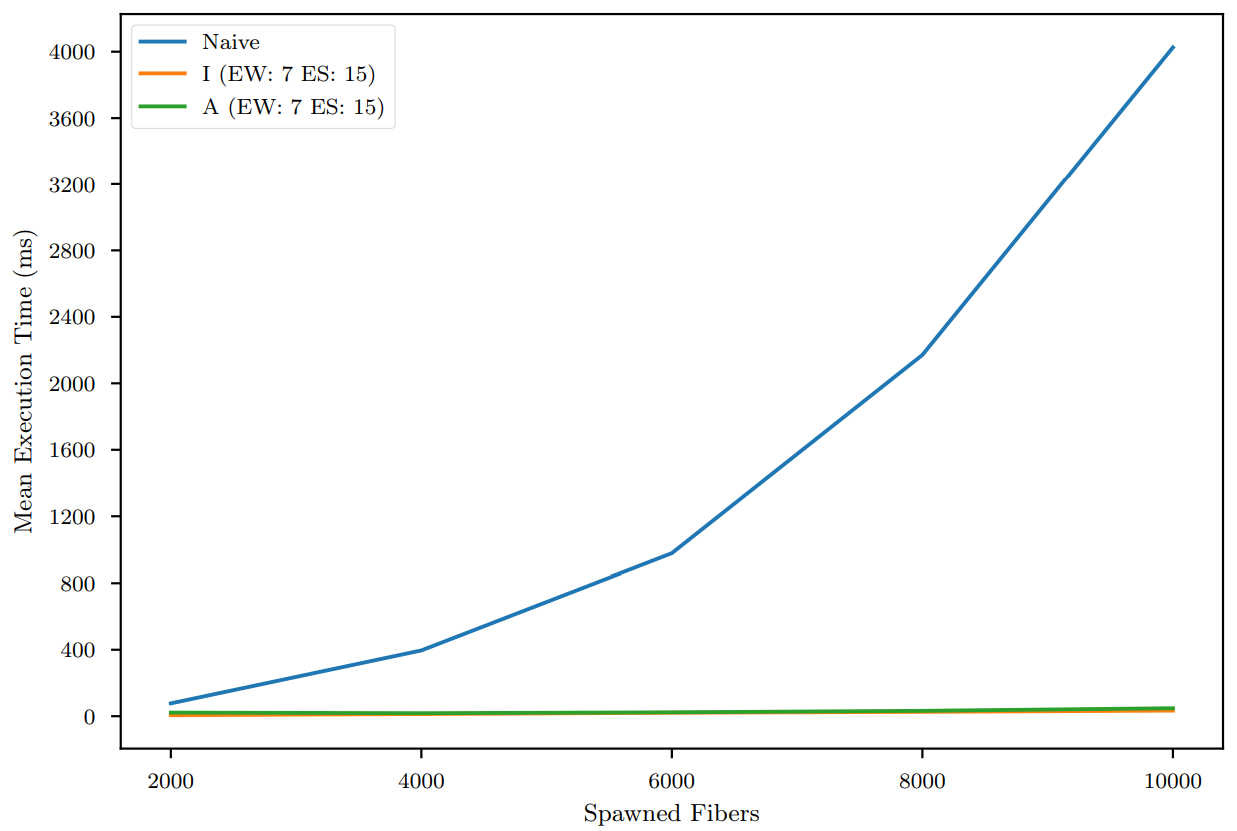 Naive
I (EW: 7 ES: 15)
A (EW: 7 ES: 15)
4000
3600
3200
2800
2400
2000
1600
1200
800
400
0
Mean Execution Time (ms)
2000 4000 6000 8000 10000
Spawned Fibers